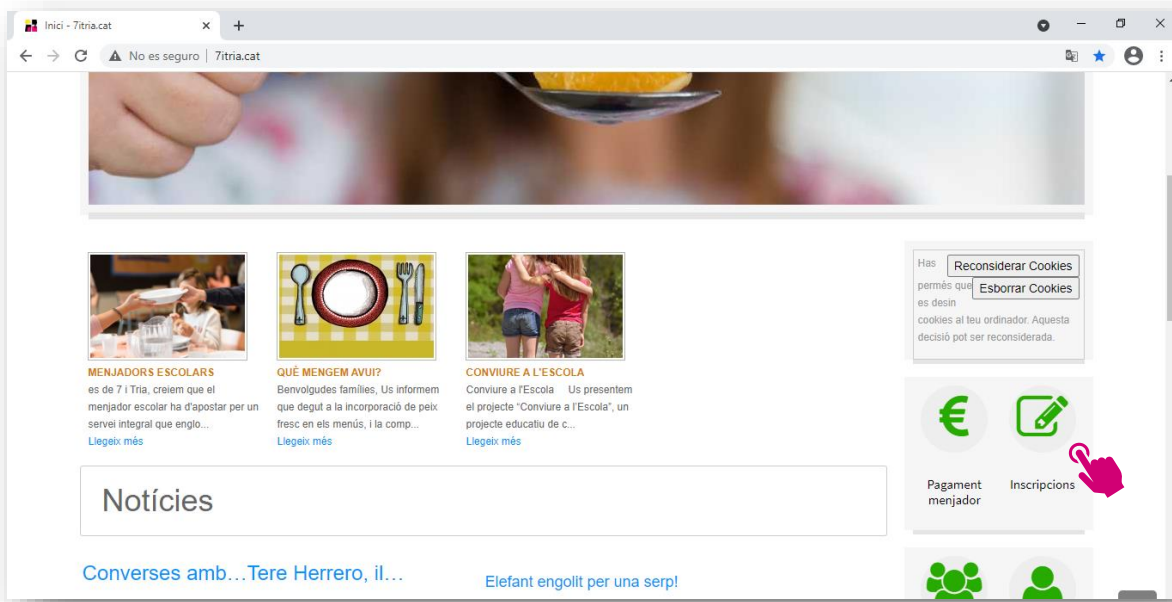 Inici - 7itria.cat
No es seguro | 7itria.cat
MENJADORS ESCOLARS
es de 7 i Tria, creiem que el
menjador escolar ha d'apostar per un
servei integral que englo...
Llegeix més
QUÈ MENGEM AVUI?
Benvolgudes famílies, Us informem
que degut a la incorporació de peix
fresc en els menús, i la comp...
Llegeix més
CONVIURE A L'ESCOLA
Conviure a l'Escola Us presentem
el projecte "Conviure a l'Escola", un
projecte educatiu de c...
Llegeix més
Has
Reconsiderar Cookies
permès que
Esborrar Cookies
es desin
cookies al teu ordinador. Aquesta
decisió pot ser reconsiderada.
€
Pagament
menjador
Inscripcions
Notícies
Converses amb…Tere Herrero, il…
Elefant engolit per una serp!